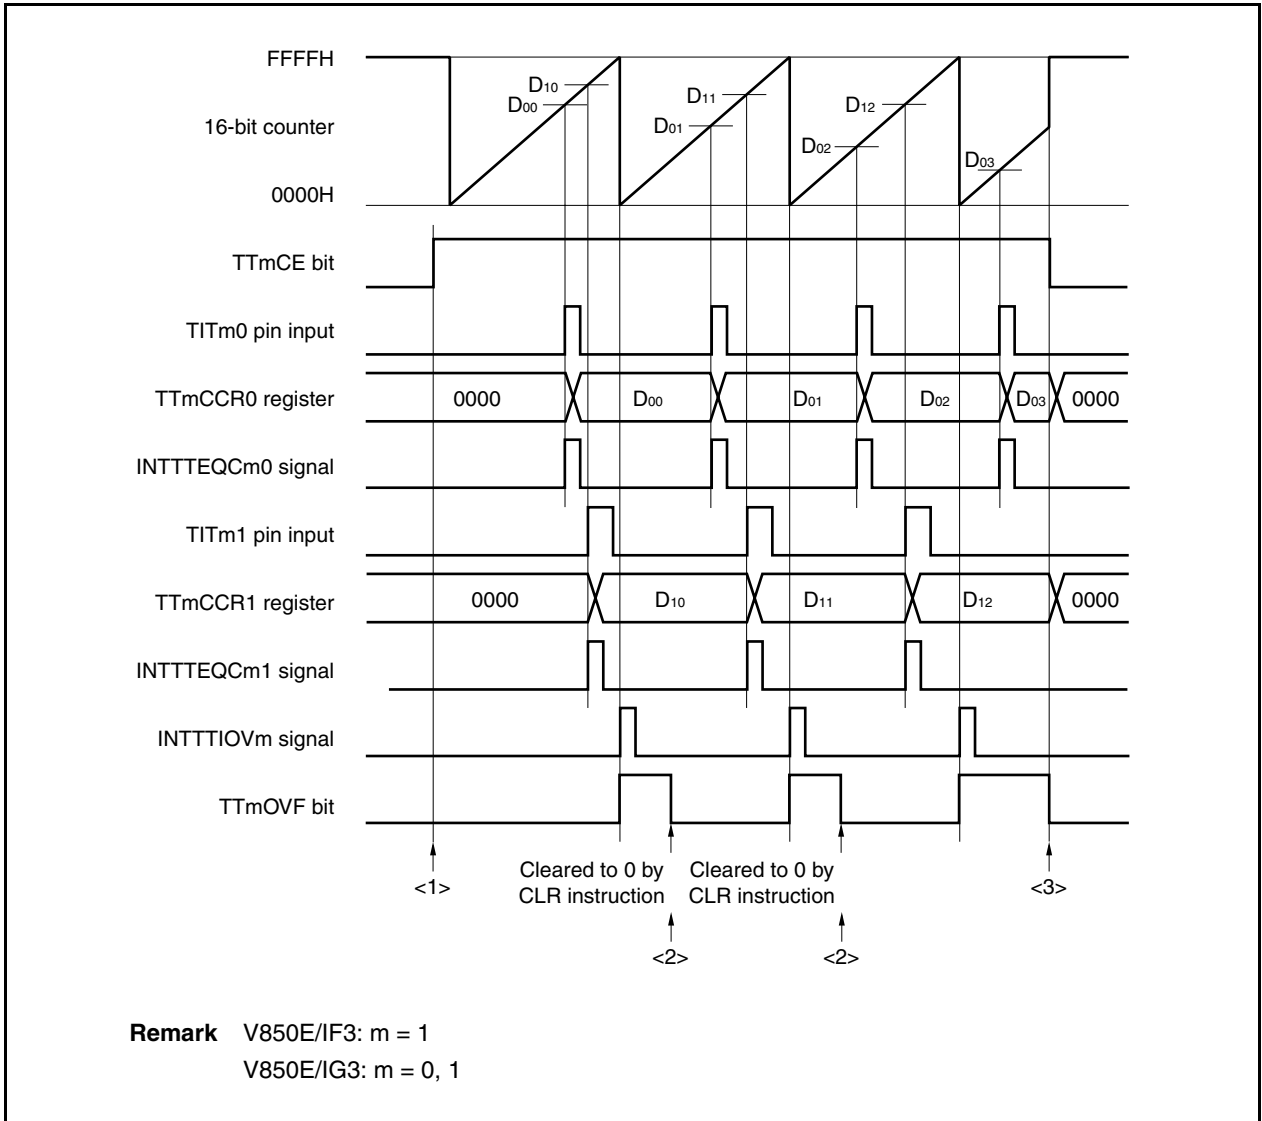 FFFFH
D10
D00
D11
D01
D12
D02
D03
16-bit counter
0000H
TTmCE bit
TITm0 pin input
TTmCCR0 register
0000 D00 D01 D02 D03 0000
INTTTEQCm0 signal
TITm1 pin input
TTmCCR1 register
0000 D10 D11 D12 0000
INTTTEQCm1 signal
INTTTIOVm signal
TTmOVF bit
<1>
Cleared to 0 by
CLR instruction
<2>
Cleared to 0 by
CLR instruction
<2>
<3>
Remark V850E/IF3: m = 1
V850E/IG3: m = 0, 1